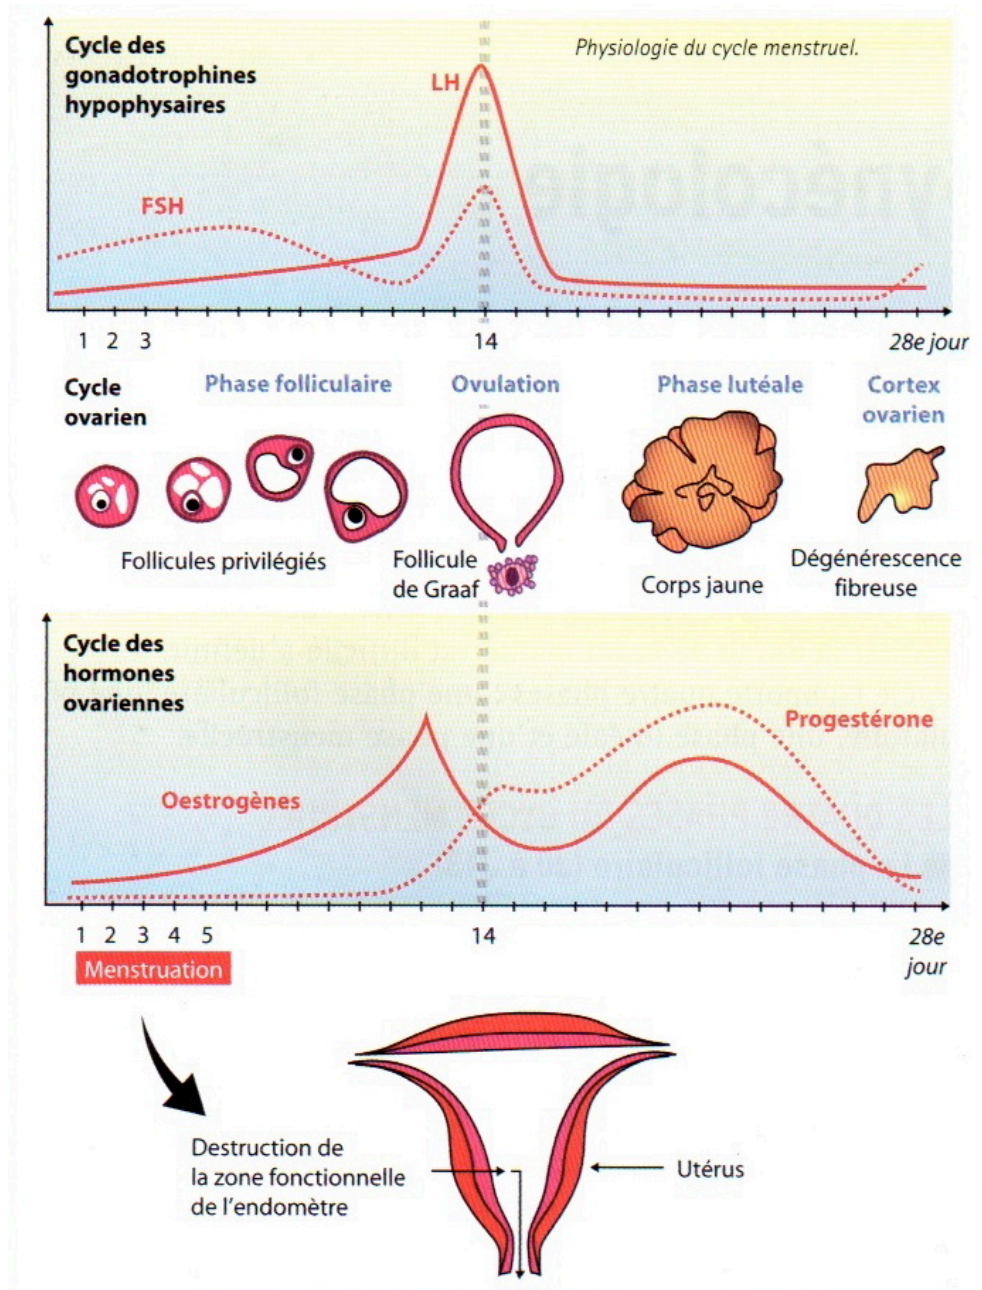 Cycle des
gonadotrophines
hypophysaires
Physiologie du cycle menstruel.
LH
FSH
1 2 3 14 28e jour
Cycle
ovarien
Phase folliculaire
Ovulation
Phase lutéale
Cortex
ovarien
Follicules privilégiés
Follicule
de Graaf
Corps jaune
Dégénérescence
fibreuse
Cycle des
hormones
ovariennes
Progestérone
Oestrogènes
1 2 3 4 5 14 28e
jour
Menstruation
Destruction de
la zone fonctionnelle
de l'endomètre
Utérus